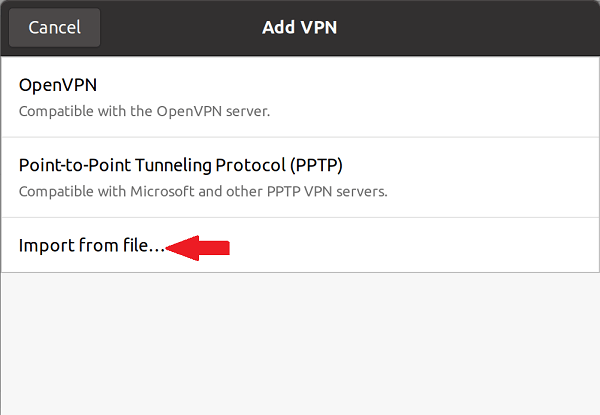 Cancel
Add VPN
OpenVPN
Compatible with the OpenVPN server.
Point-to-Point Tunneling Protocol (PPTP)
Compatible with Microsoft and other PPTP VPN servers.
Import from file…